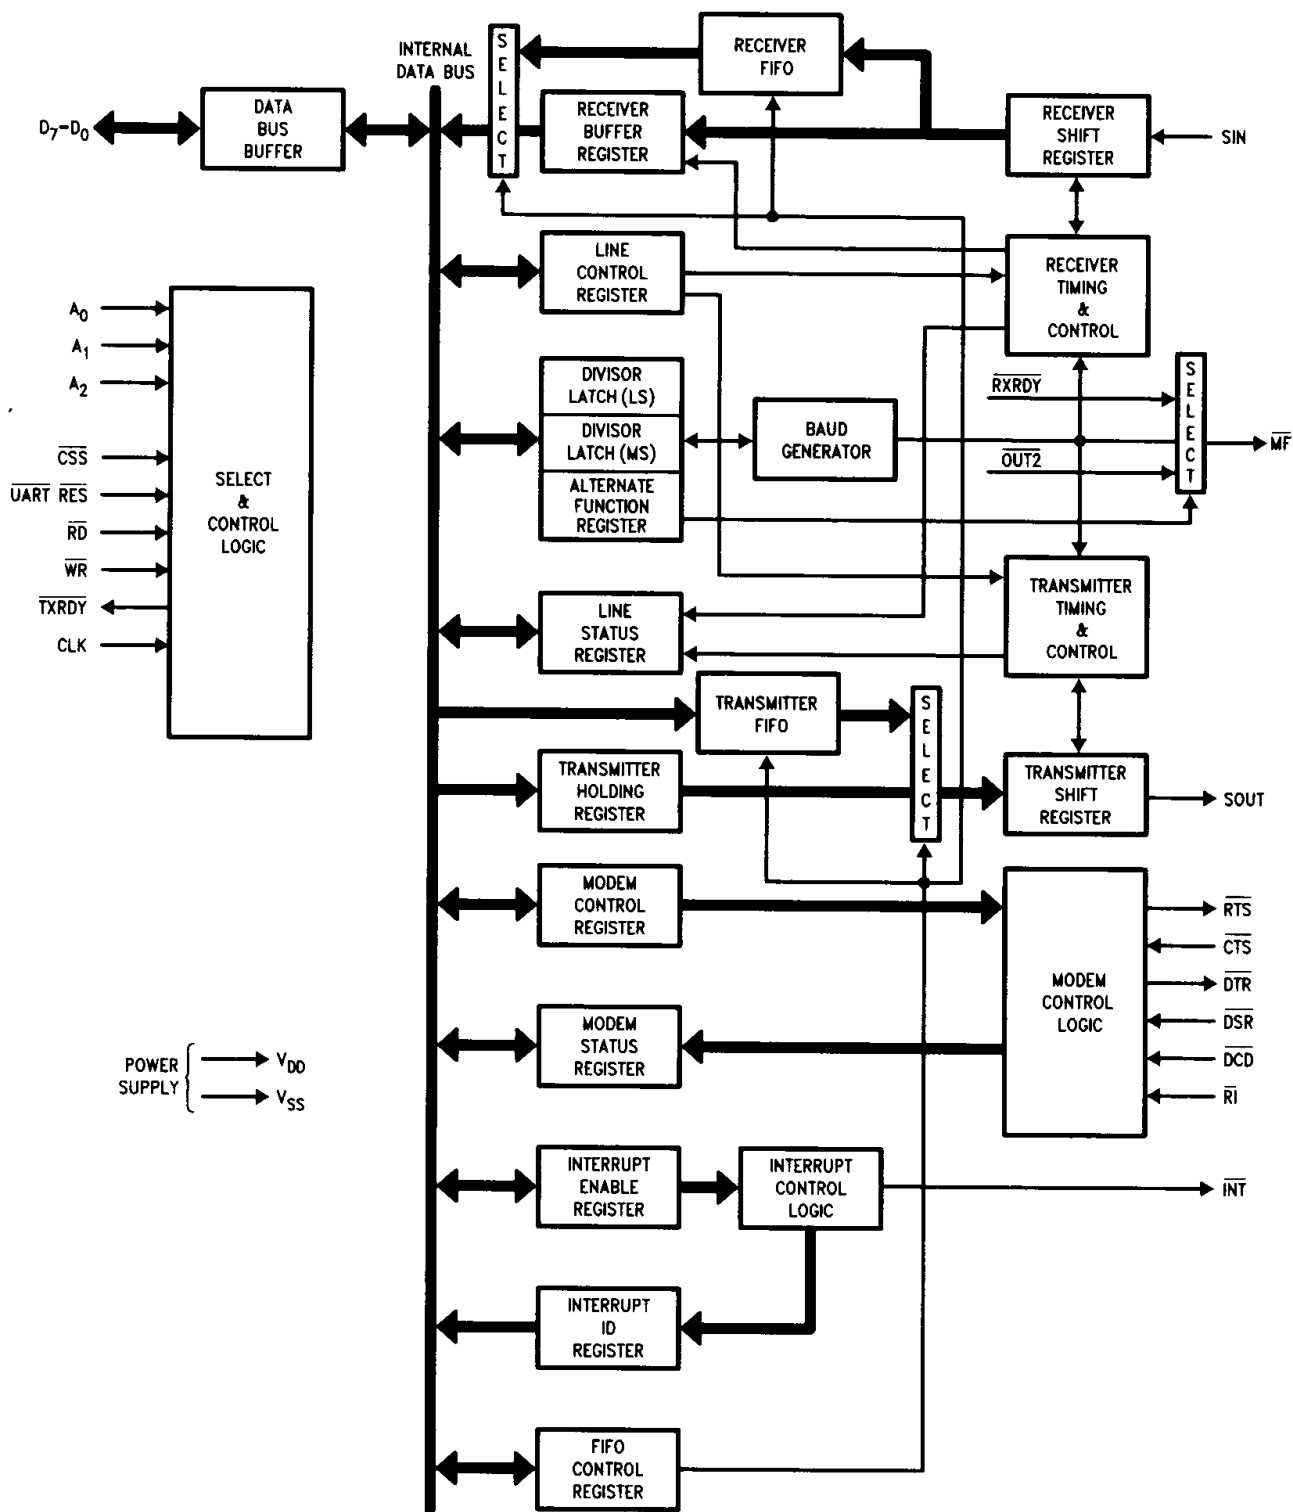 INTERNAL
DATA BUS
SELECT
RECEIVER
FIFO
D7-D0
DATA
BUS
BUFFER
RECEIVER
BUFFER
REGISTER
RECEIVER
SHIFT
REGISTER
SIN
LINE
CONTROL
REGISTER
RECEIVER
TIMING
&
CONTROL
A0
A1
A2
CSS
UART RES
RD
WR
TXRDY
CLK
SELECT
&
CONTROL
LOGIC
DIVISOR
LATCH (LS)
DIVISOR
LATCH (MS)
ALTERNATE
FUNCTION
REGISTER
BAUD
GENERATOR
RXRDY
OUT2
SELECT
MF
LINE
STATUS
REGISTER
TRANSMITTER
TIMING
&
CONTROL
TRANSMITTER
FIFO
SELECT
TRANSMITTER
HOLDING
REGISTER
TRANSMITTER
SHIFT
REGISTER
SOUT
MODEM
CONTROL
REGISTER
MODEM
CONTROL
LOGIC
RTS
CTS
DTR
DSR
DCD
RI
MODEM
STATUS
REGISTER
POWER
SUPPLY
VDD
VSS
INTERRUPT
ENABLE
REGISTER
INTERRUPT
CONTROL
LOGIC
INT
INTERRUPT
ID
REGISTER
FIFO
CONTROL
REGISTER